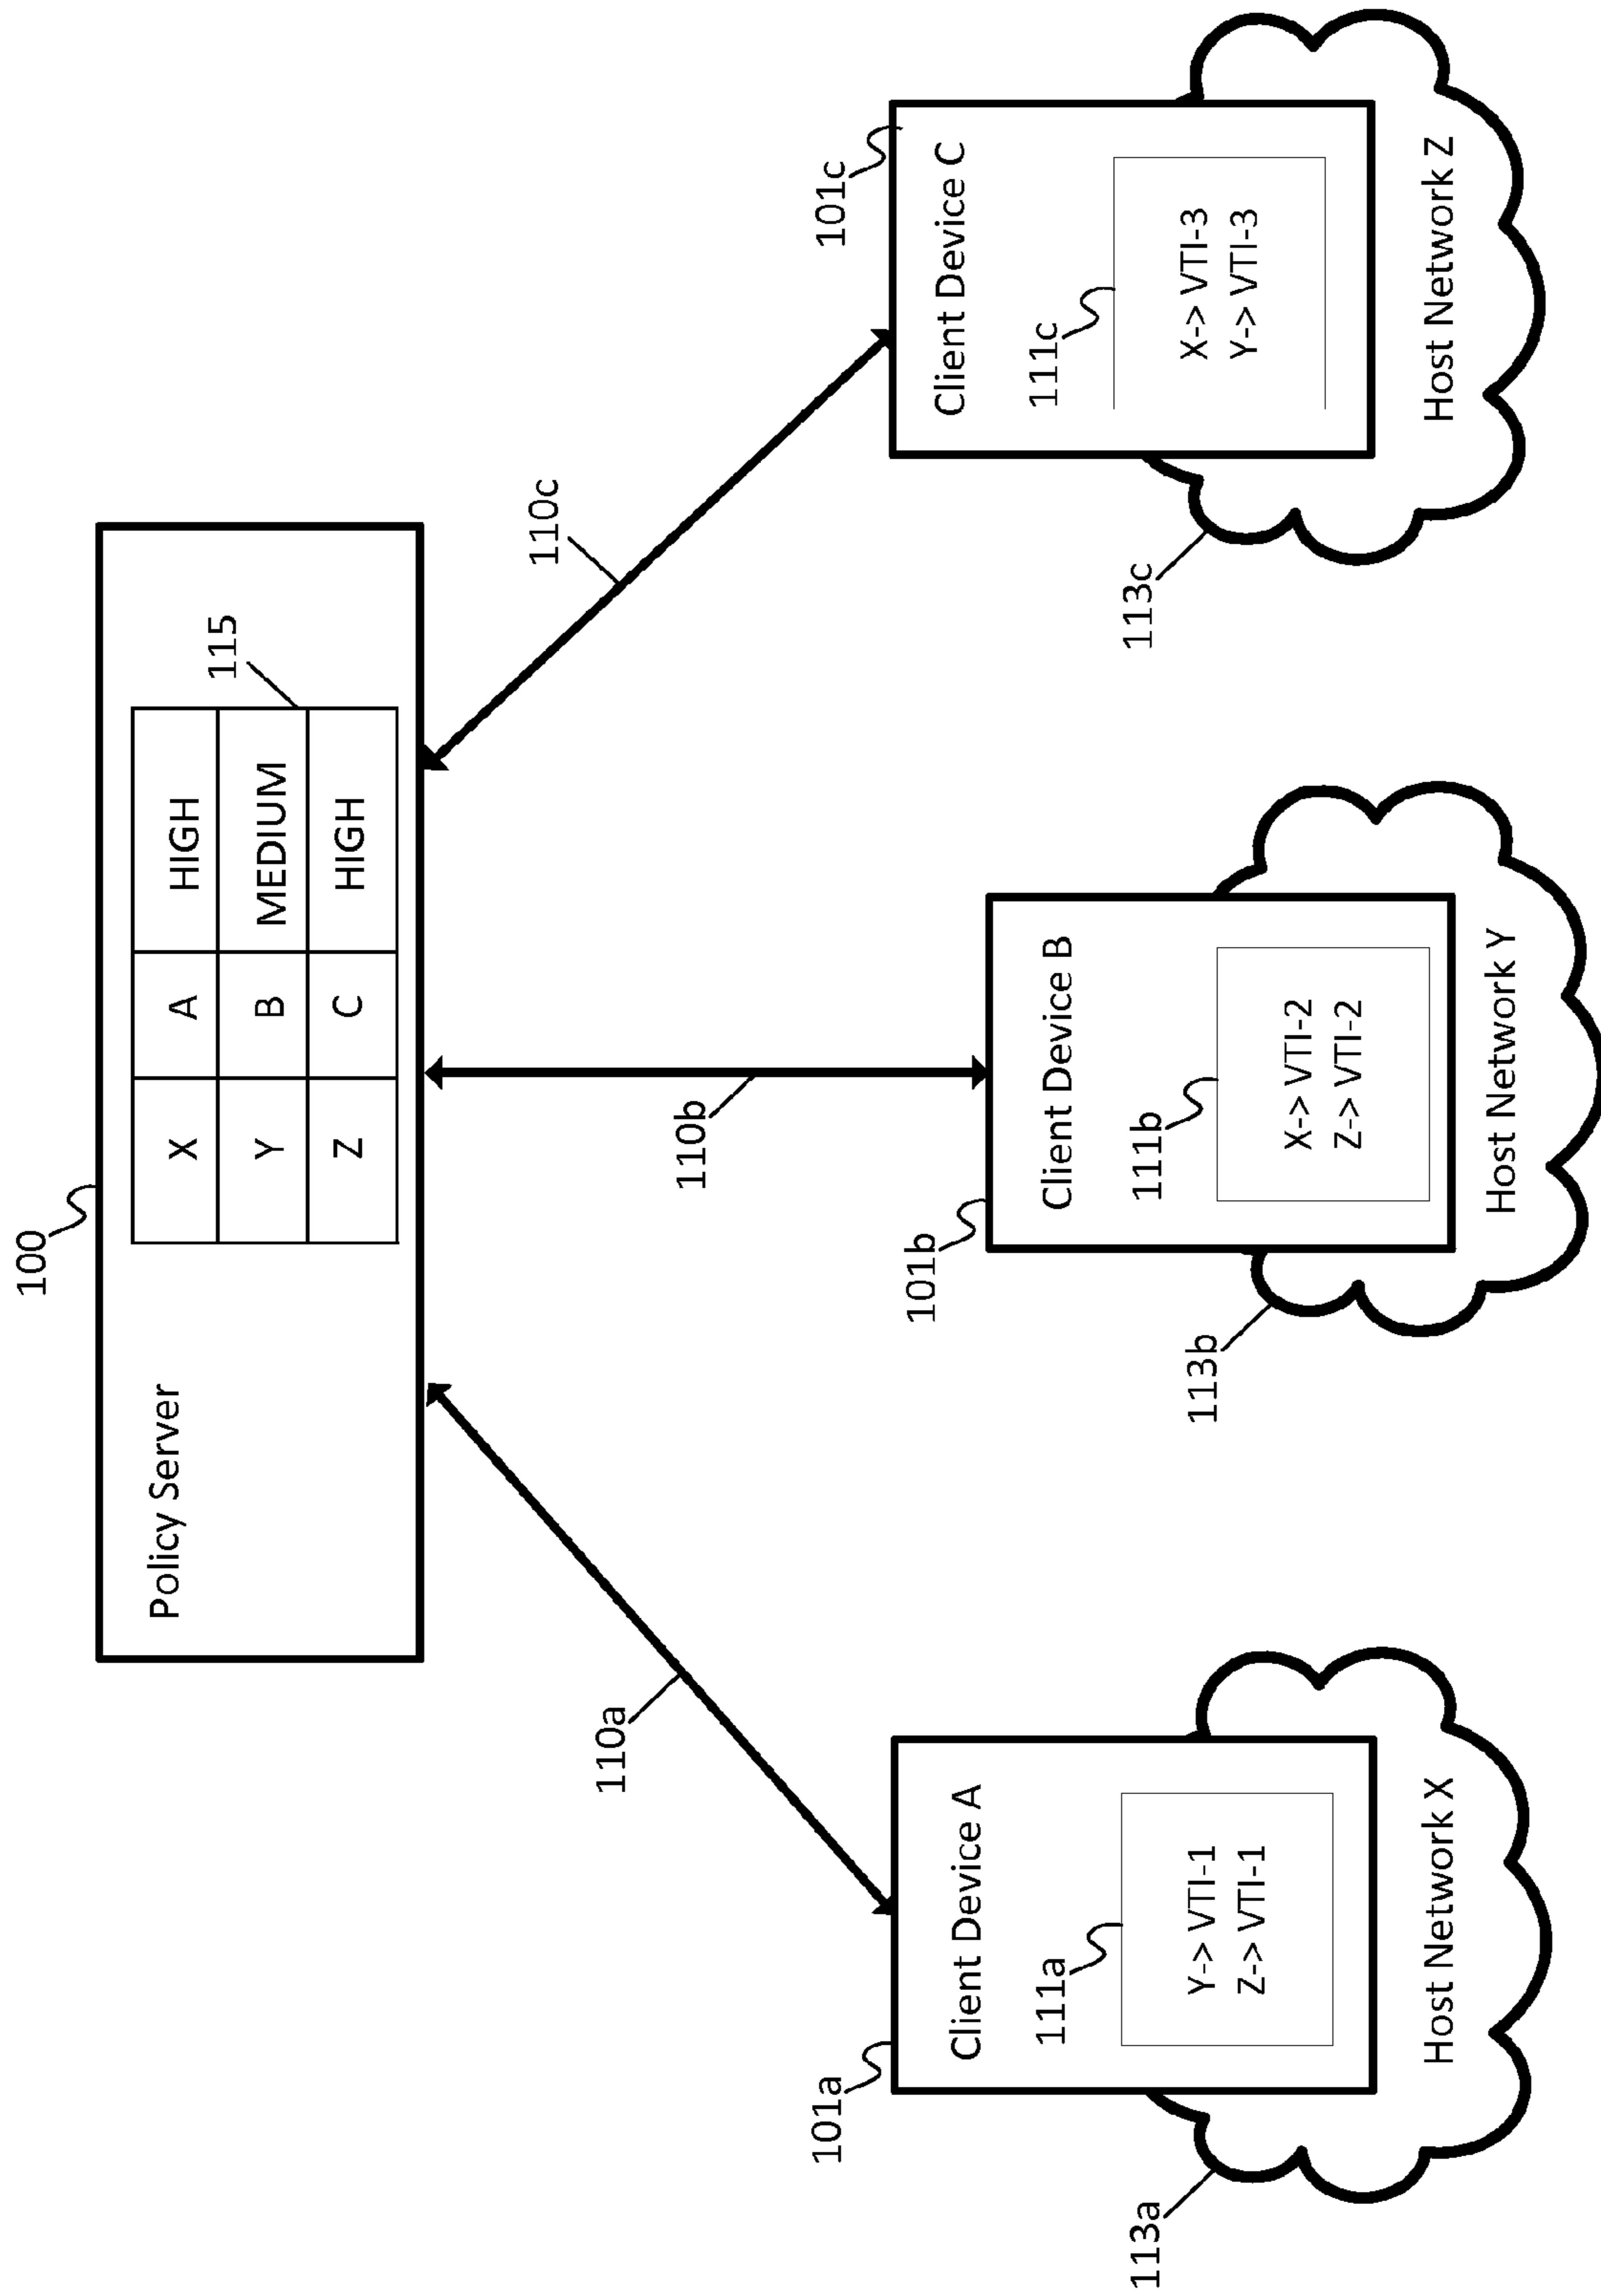 100
Policy Server
X A HIGH
Y B MEDIUM
Z C HIGH
115
110a
110b
110c
101a
Client Device A
111a
Y-> VTI-1
Z-> VTI-1
Host Network X
113a
101b
Client Device B
111b
X-> VTI-2
Z-> VTI-2
Host Network Y
113b
101c
Client Device C
111c
X-> VTI-3
Y-> VTI-3
Host Network Z
113c